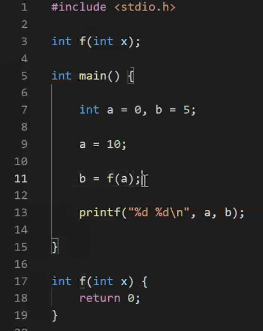 1 #include <stdio.h>
2
3 int f(int x);
4
5 int main() {
6
7     int a = 0, b = 5;
8
9     a = 10;
10
11     b = f(a);
12
13     printf("%d %d\n", a, b);
14
15 }
16
17 int f(int x) {
18     return 0;
19 }